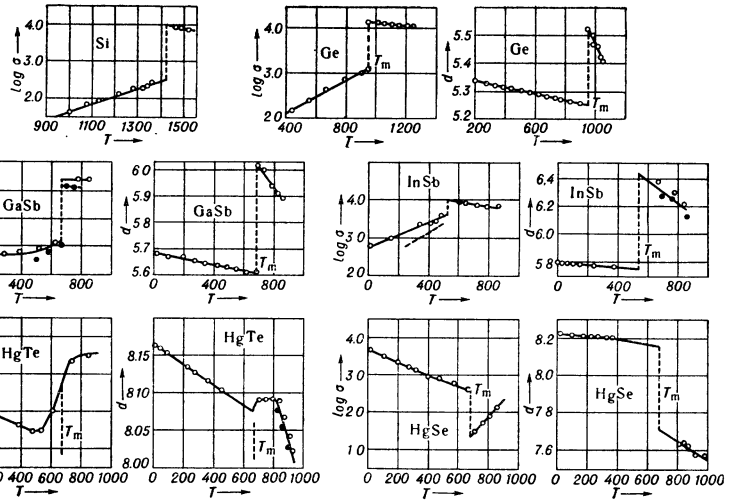 4.0
3.0
2.0
log σ →
Si
900 1100 1300 1500
T →
4.0
3.0
2.0
log σ →
Ge
Tm
400 800 1200
T →
5.5
5.4
5.3
5.2
d →
Ge
Tm
200 600 1000
T →
GaSb
400 800
T →
6.0
5.9
5.7
5.6
d →
GaSb
Tm
0 200 400 600 800
T →
4.0
3.0
2.0
log σ →
InSb
0 400 800
T →
6.4
6.2
6.0
5.8
d →
InSb
Tm
0 400 800
T →
HgTe
Tm
400 600 800 1000
T →
8.15
8.10
8.05
8.00
d →
HgTe
Tm
0 200 400 600 800 1000
T →
4.0
3.0
2.0
1.0
log σ →
HgSe
Tm
0 200 400 600 800 1000
T →
8.2
8.0
7.8
7.6
d →
HgSe
Tm
0 200 400 600 800 1000
T →